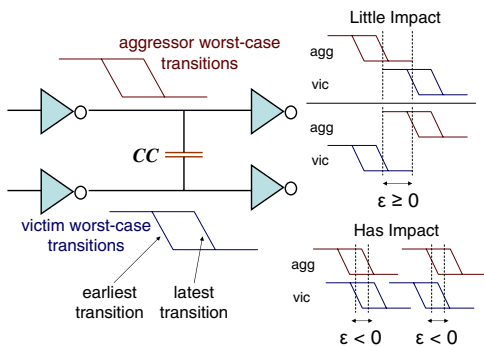 aggressor worst-case
transitions
CC
victim worst-case
transitions
earliest
transition
latest
transition
Little Impact
agg
vic
agg
vic
ε ≥ 0
Has Impact
agg
vic
ε < 0
ε < 0